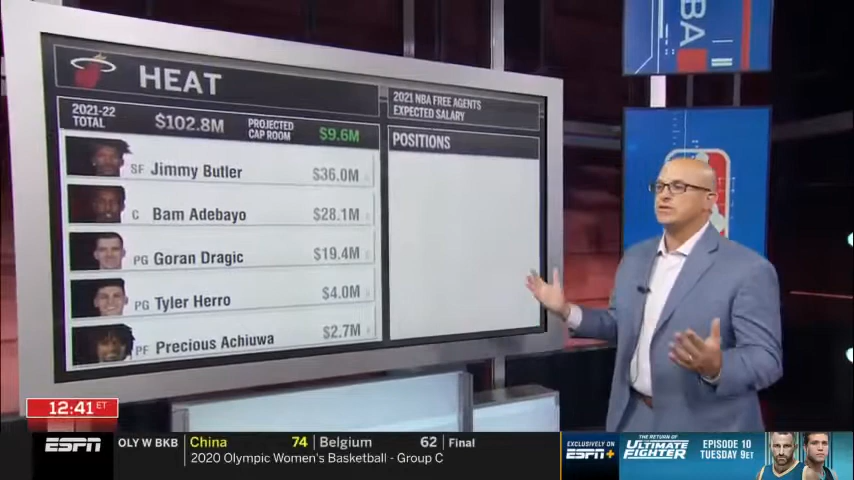 NBA
HEAT
2021-22 TOTAL $102.8M PROJECTED CAP ROOM $9.6M
SF Jimmy Butler $36.0M
C Bam Adebayo $28.1M
PG Goran Dragic $19.4M
PG Tyler Herro $4.0M
PF Precious Achiuwa $2.7M
2021 NBA FREE AGENTS
EXPECTED SALARY
POSITIONS
12:41 ET
ESPN OLY W BKB China 74 Belgium 62 Final
2020 Olympic Women's Basketball - Group C
EXCLUSIVELY ON
ESPN+
THE RETURN OF
ULTIMATE
FIGHTER
EPISODE 10
TUESDAY 9ET